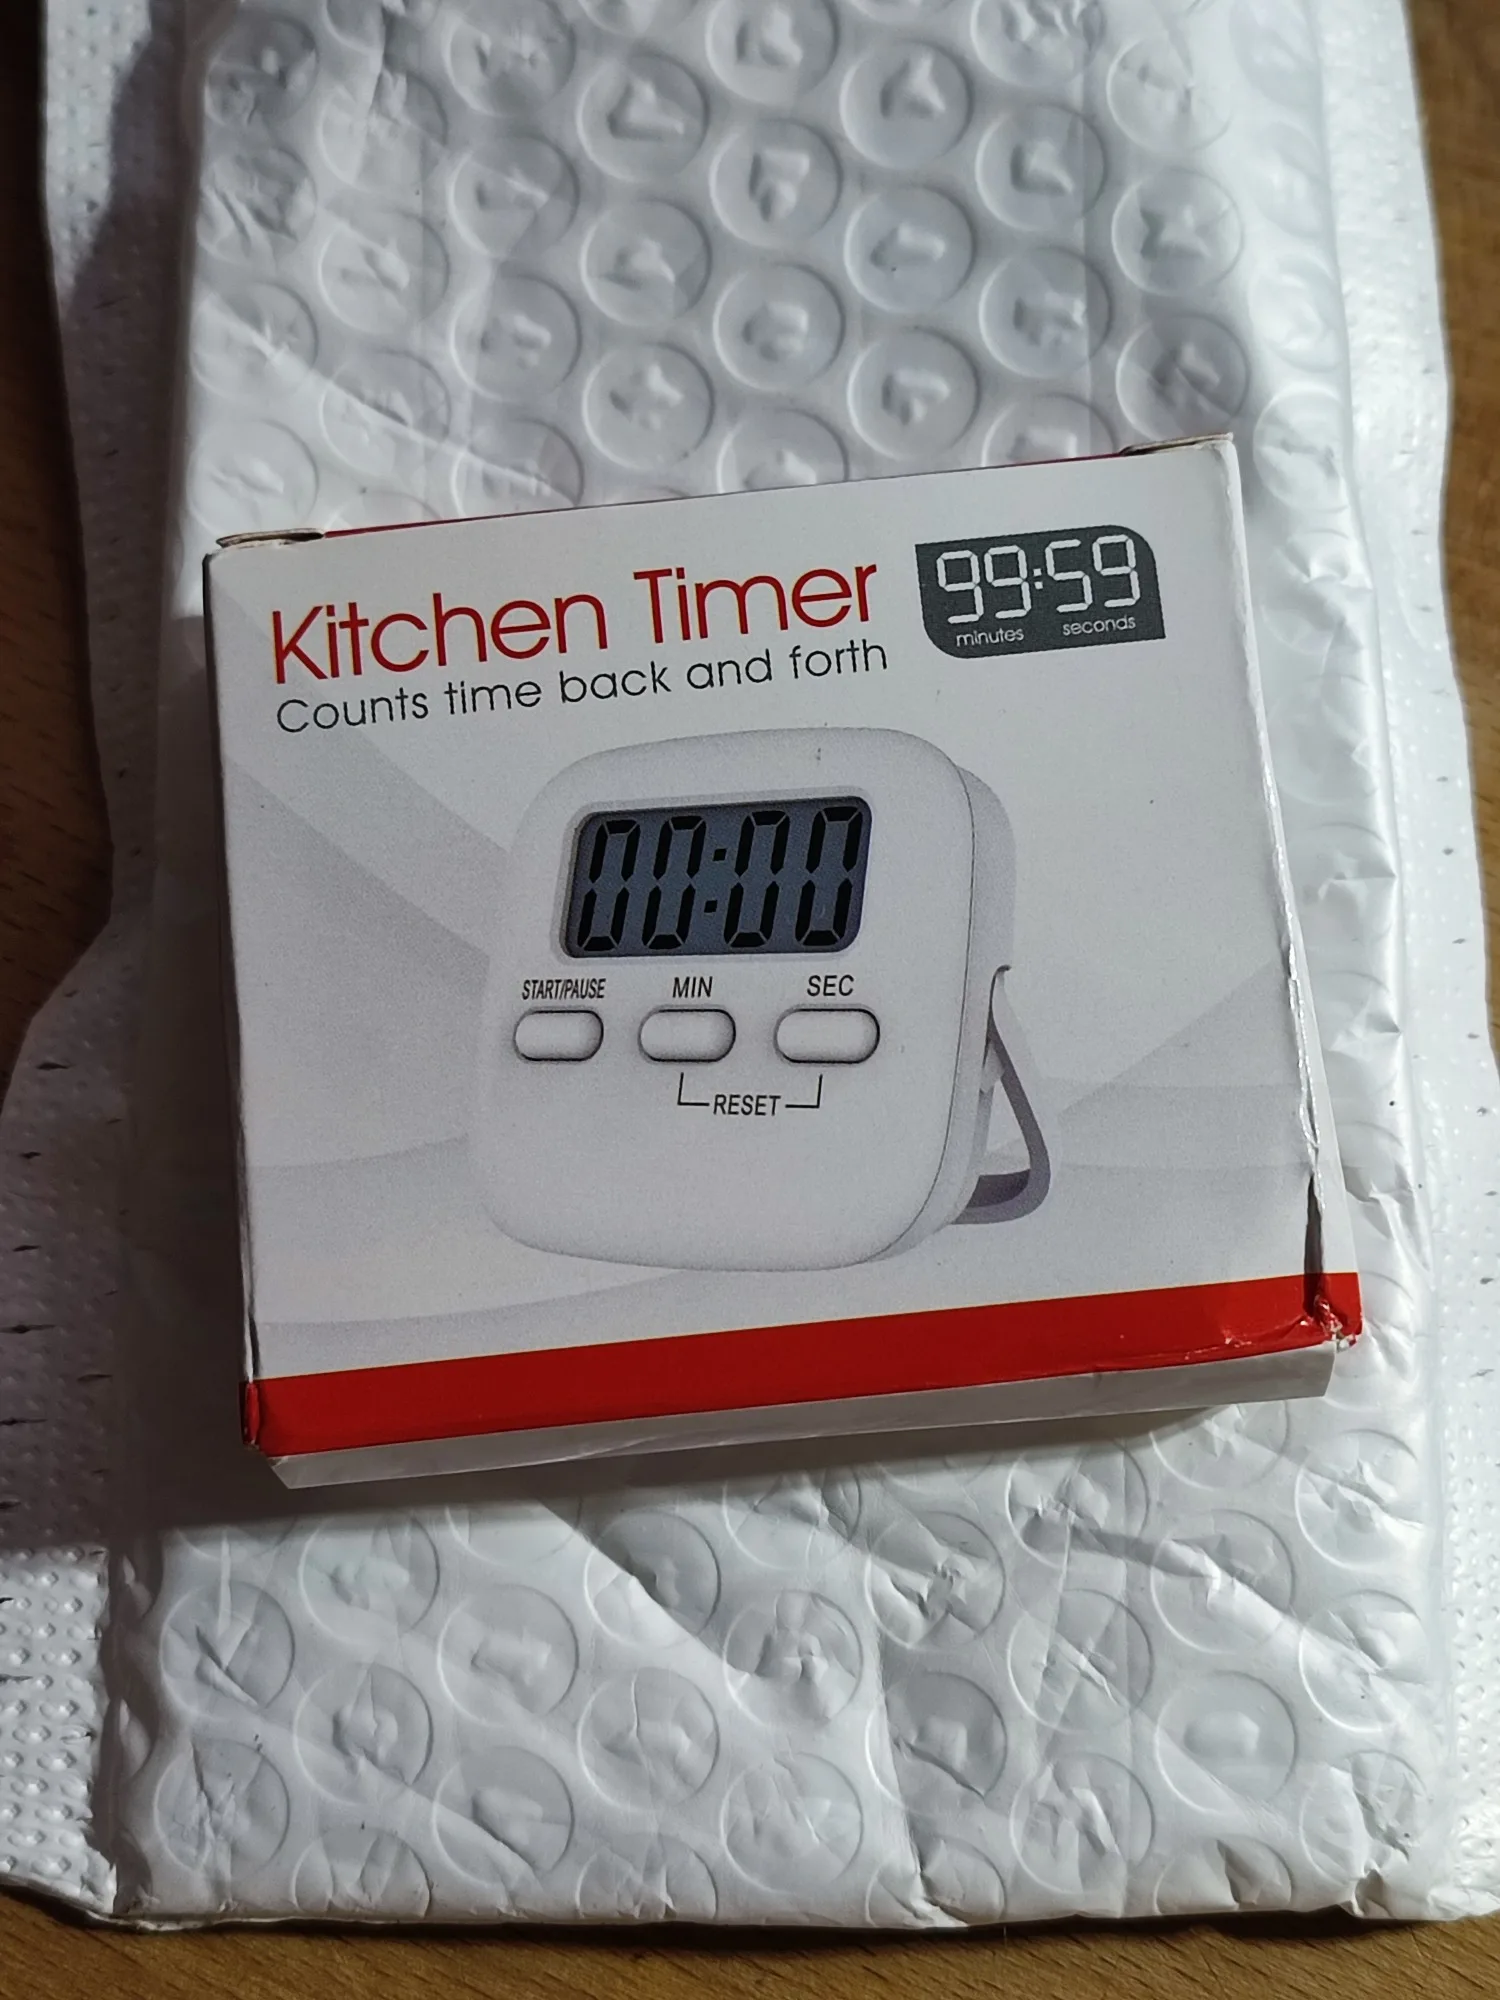 Kitchen Timer
Counts time back and forth
99:59
minutes seconds
00:00
START/PAUSE MIN SEC
RESET